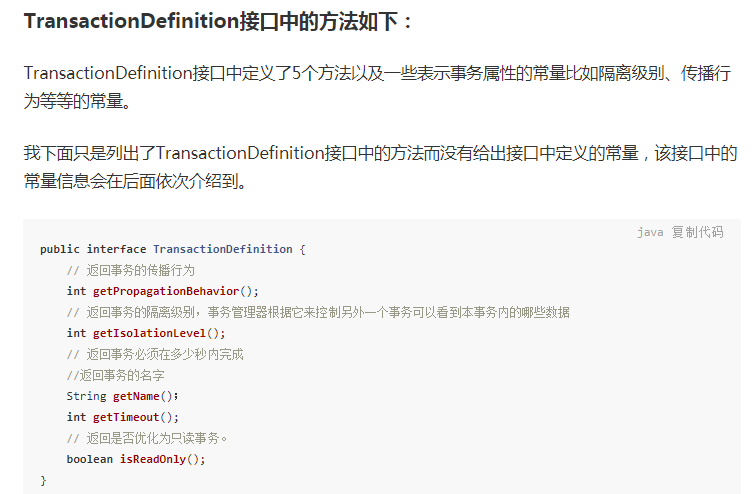 TransactionDefinition接口中的方法如下：
TransactionDefinition接口中定义了5个方法以及一些表示事务属性的常量比如隔离级别、传播行
为等等的常量。
我下面只是列出了TransactionDefinition接口中的方法而没有给出接口中定义的常量，该接口中的
常量信息会在后面依次介绍到。
java 复制代码
public interface TransactionDefinition {
    // 返回事务的传播行为
    int getPropagationBehavior();
    // 返回事务的隔离级别，事务管理器根据它来控制另外一个事务可以看到本事务内的哪些数据
    int getIsolationLevel();
    // 返回事务必须在多少秒内完成
    //返回事务的名字
    String getName()；
    int getTimeout();
    // 返回是否优化为只读事务。
    boolean isReadOnly();
}